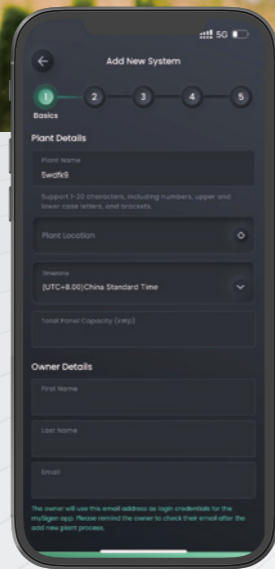 5G
Add New System
1 2 3 4 5
Basics
Plant Details
Plant Name
5wdfk9
Support 1-20 characters, including numbers, upper and
lower case letters, and brackets.
Plant Location
Timezone
(UTC+8.00)China Standard Time
Total Panel Capacity (kWp)
Owner Details
First Name
Last Name
Email
The owner will use this email address as login credentials for the
mySigen app. Please remind the owner to check their email after the
add new plant process.